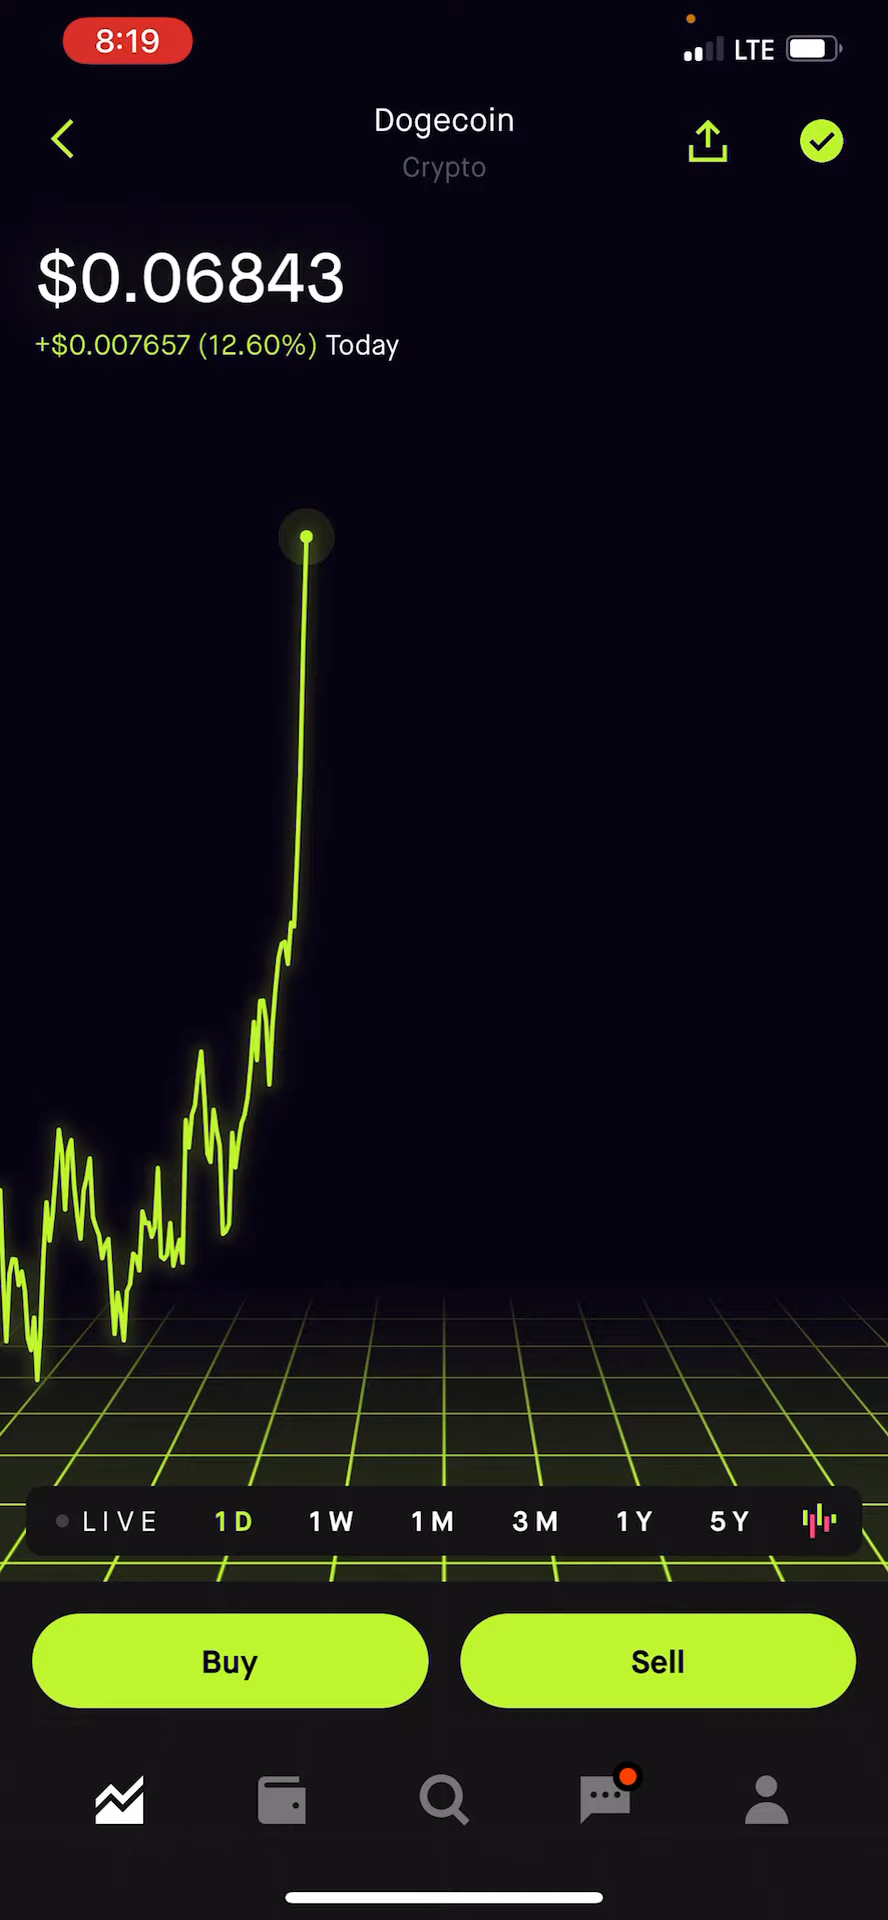 8:19
LTE
Dogecoin
Crypto
$0.06843
+$0.007657 (12.60%) Today
LIVE 1D 1W 1M 3M 1Y 5Y
Buy Sell